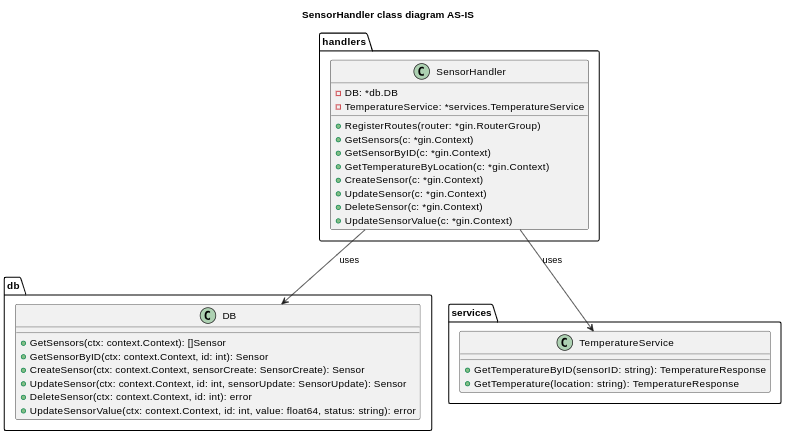 SensorHandler class diagram AS-IS
handlers
C SensorHandler
DB: *db.DB
TemperatureService: *services.TemperatureService
RegisterRoutes(router: *gin.RouterGroup)
GetSensors(c: *gin.Context)
GetSensorByID(c: *gin.Context)
GetTemperatureByLocation(c: *gin.Context)
CreateSensor(c: *gin.Context)
UpdateSensor(c: *gin.Context)
DeleteSensor(c: *gin.Context)
UpdateSensorValue(c: *gin.Context)
uses
uses
db
C DB
GetSensors(ctx: context.Context): []Sensor
GetSensorByID(ctx: context.Context, id: int): Sensor
CreateSensor(ctx: context.Context, sensorCreate: SensorCreate): Sensor
UpdateSensor(ctx: context.Context, id: int, sensorUpdate: SensorUpdate): Sensor
DeleteSensor(ctx: context.Context, id: int): error
UpdateSensorValue(ctx: context.Context, id: int, value: float64, status: string): error
services
C TemperatureService
GetTemperatureByID(sensorID: string): TemperatureResponse
GetTemperature(location: string): TemperatureResponse